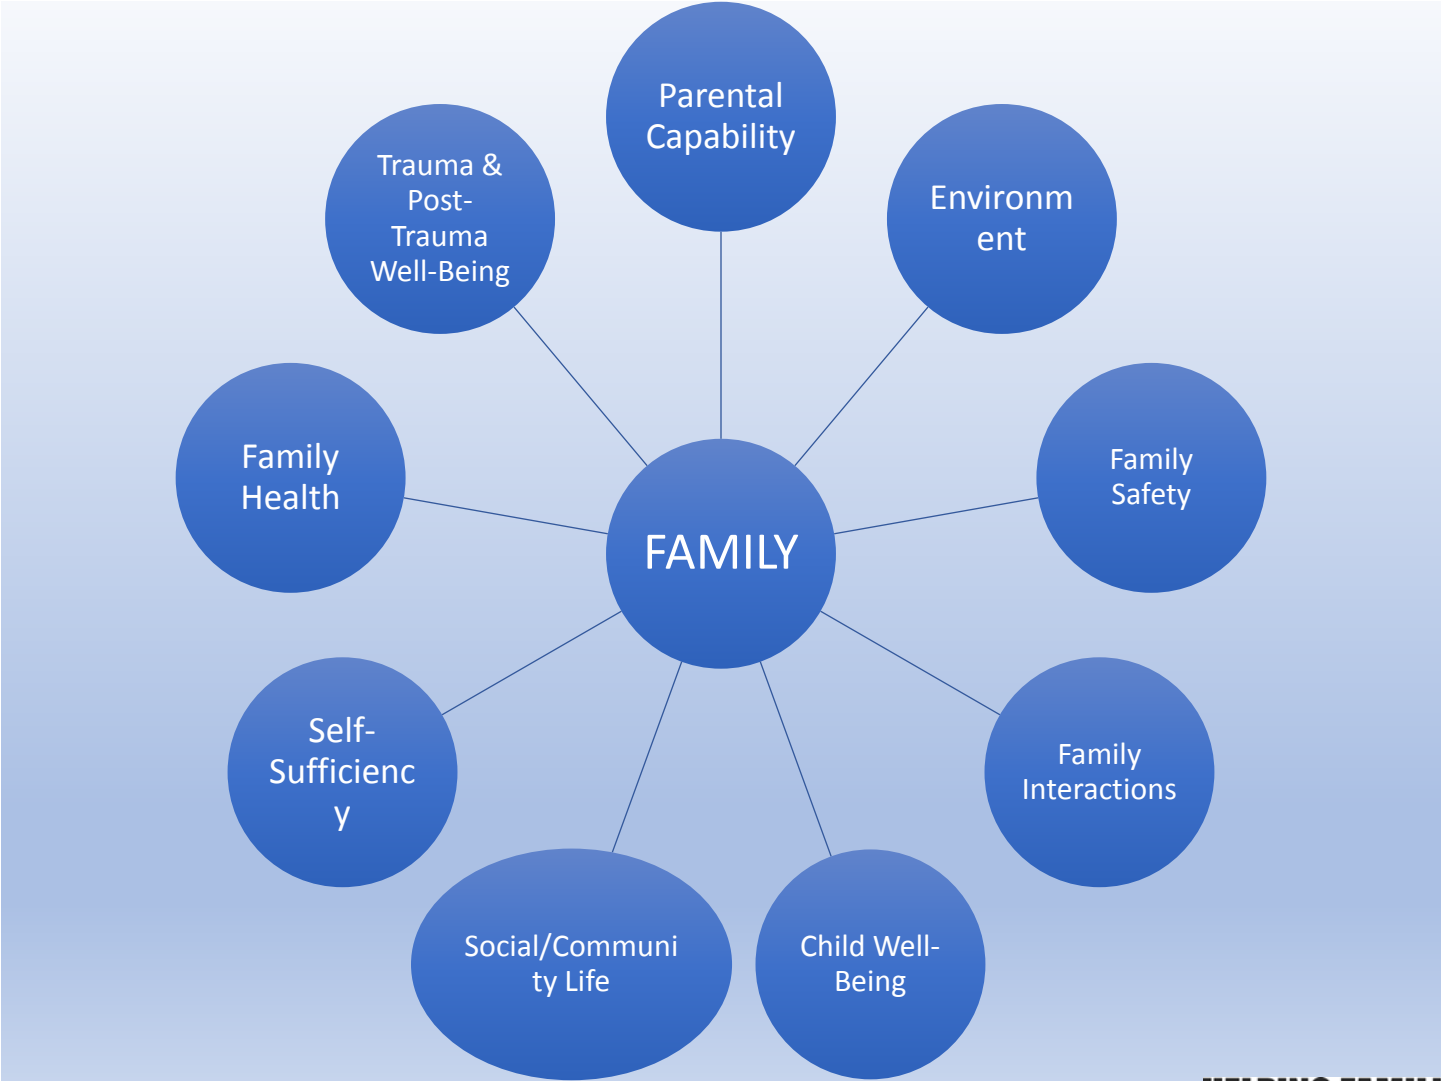 Parental
Capability
Environm
ent
Family
Safety
Family
Interactions
Child Well-
Being
Social/Communi
ty Life
Self-
Sufficienc
y
Family
Health
Trauma &
Post-
Trauma
Well-Being
FAMILY